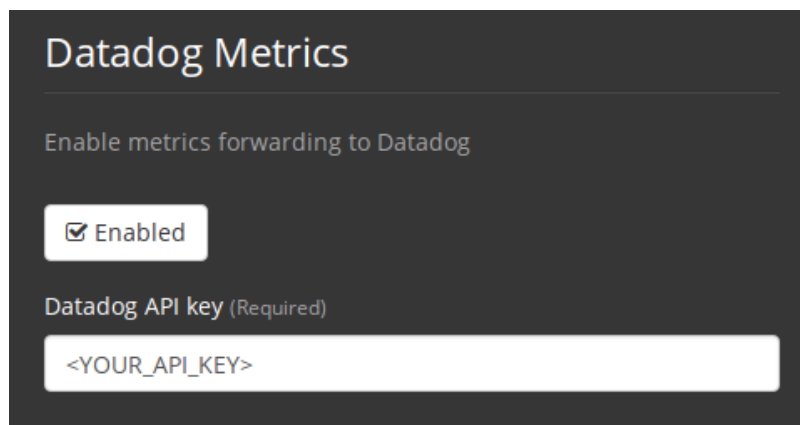 Datadog Metrics
Enable metrics forwarding to Datadog
Enabled
Datadog API key (Required)
<YOUR_API_KEY>